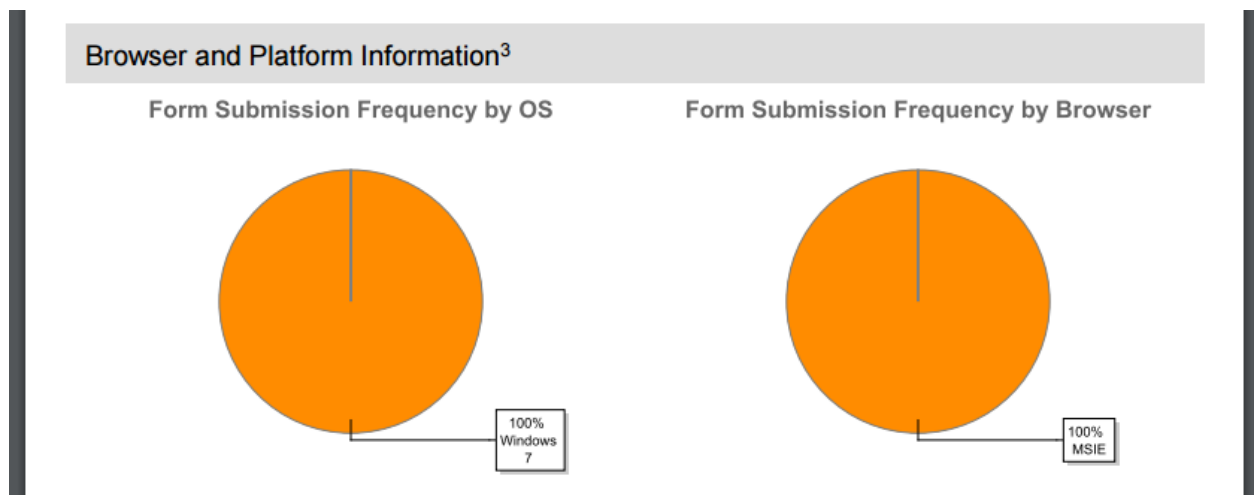 Browser and Platform Information³
Form Submission Frequency by OS
Form Submission Frequency by Browser
100%
Windows
7
100%
MSIE